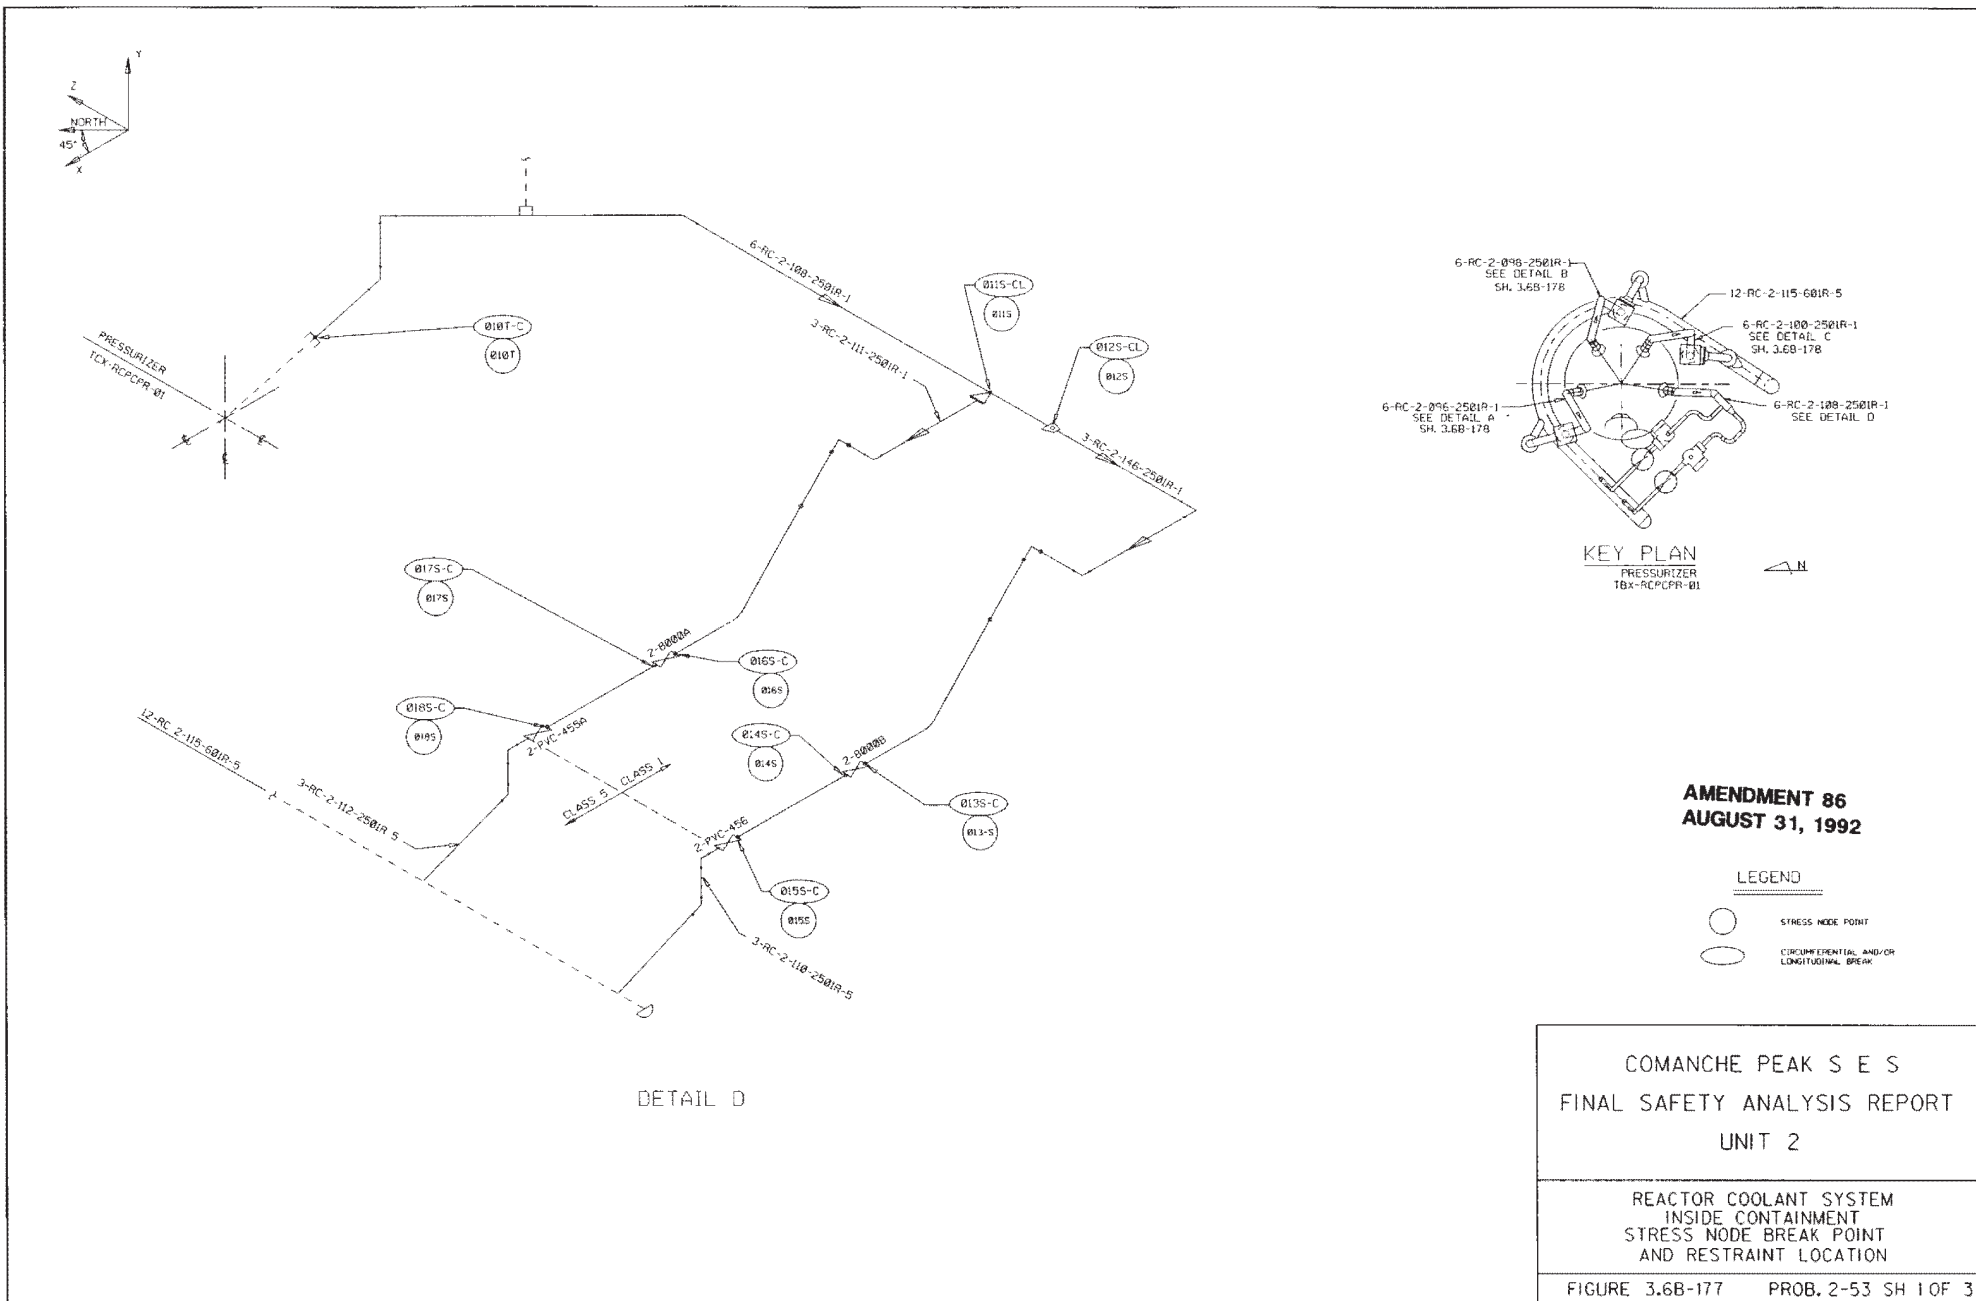 Y
Z
NORTH
45°
X
6-RC-2-108-2501R-1
3-RC-2-111-2501R-1
011S-CL
011S
010T-C
010T
PRESSURIZER
TCX-RCPCPR-01
012S-CL
012S
3-RC-2-146-2501R-1
017S-C
017S
2-8000A
016S-C
016S
018S-C
018S
2-PVC-455A
12-RC 2-115-601R-5
3-RC-2-112-2501R 5
CLASS 5
CLASS 1
014S-C
014S
2-8000B
013S-C
013-S
2-PVC-456
015S-C
015S
3-RC-2-110-2501R-5
DETAIL D
6-RC-2-098-2501R-1
SEE DETAIL B
SH. 3.6B-178
12-RC-2-115-601R-5
6-RC-2-100-2501R-1
SEE DETAIL C
SH. 3.6B-178
6-RC-2-096-2501R-1
SEE DETAIL A
SH. 3.6B-178
6-RC-2-108-2501R-1
SEE DETAIL D
KEY PLAN
PRESSURIZER
TBX-RCPCPR-01
N
AMENDMENT 86
AUGUST 31, 1992
LEGEND
STRESS NODE POINT
CIRCUMFERENTIAL AND/OR
LONGITUDINAL BREAK
COMANCHE PEAK S E S
FINAL SAFETY ANALYSIS REPORT
UNIT 2
REACTOR COOLANT SYSTEM
INSIDE CONTAINMENT
STRESS NODE BREAK POINT
AND RESTRAINT LOCATION
FIGURE 3.6B-177 PROB. 2-53 SH 1 OF 3